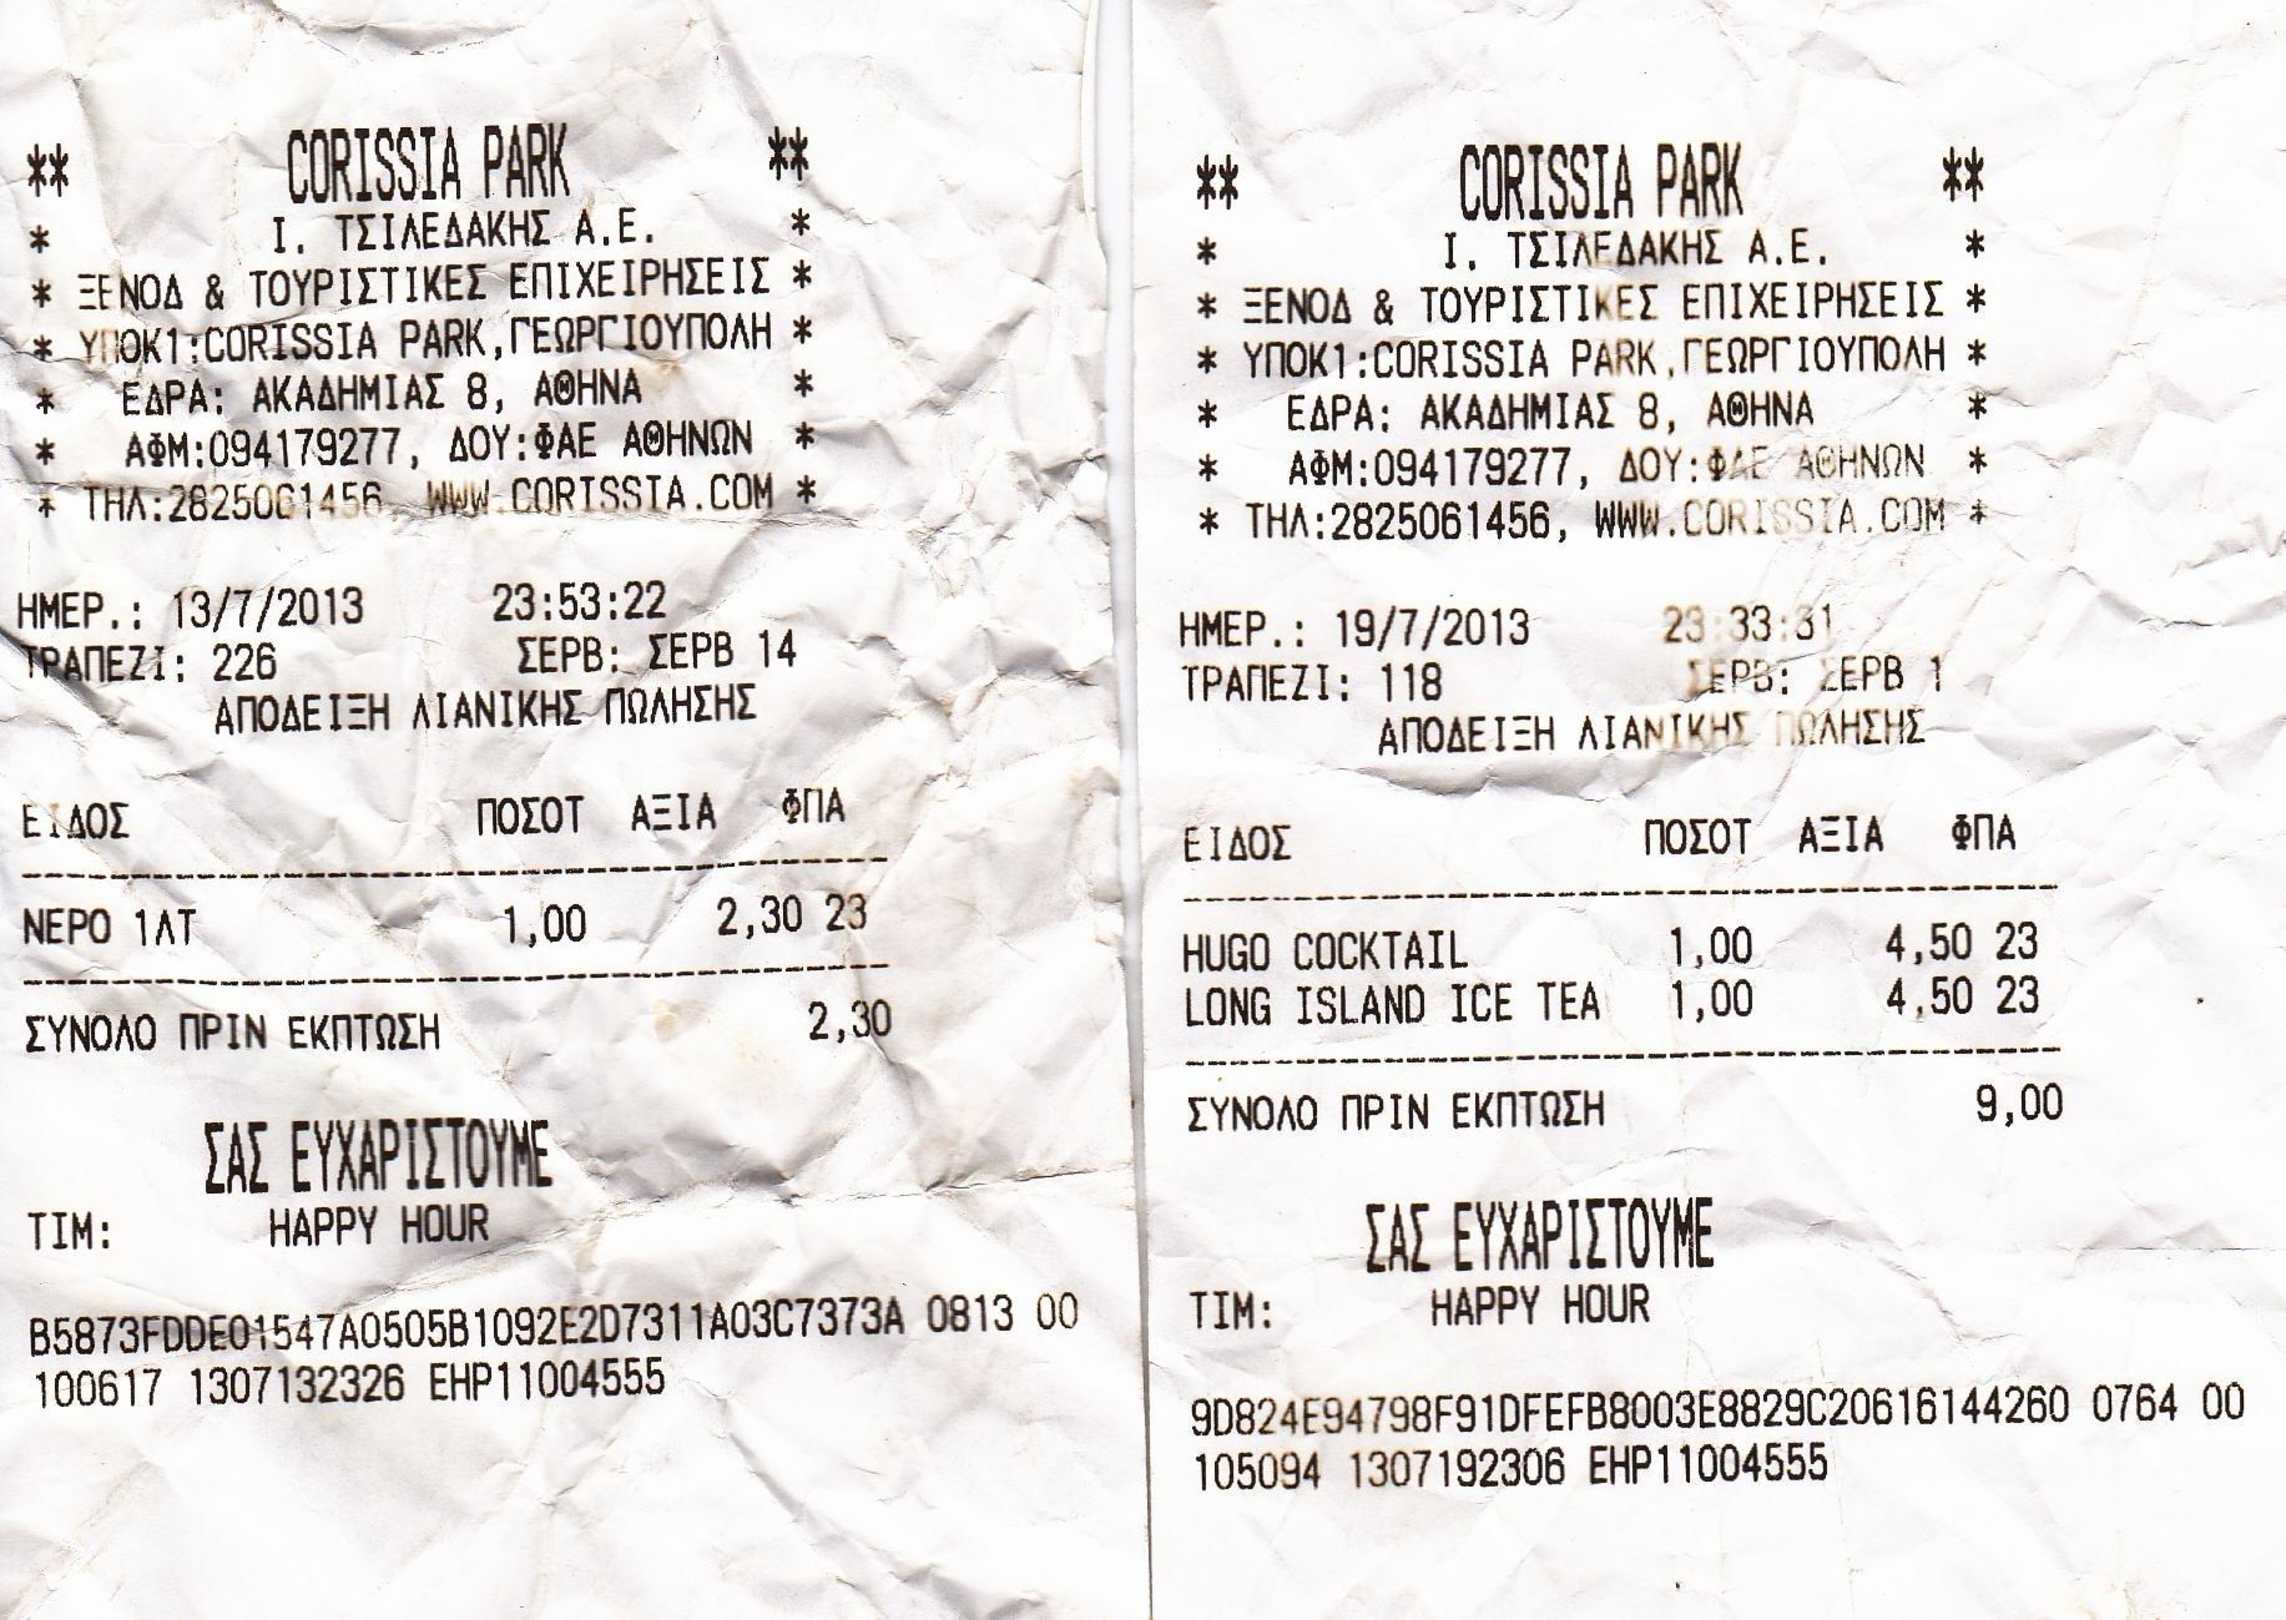 ** CORISSIA PARK **
* Ι. ΤΣΙΛΕΔΑΚΗΣ Α.Ε. *
* ΞΕΝΟΔ & ΤΟΥΡΙΣΤΙΚΕΣ ΕΠΙΧΕΙΡΗΣΕΙΣ *
* ΥΠΟΚ1:CORISSIA PARK,ΓΕΩΡΓΙΟΥΠΟΛΗ *
* ΕΔΡΑ: ΑΚΑΔΗΜΙΑΣ 8, ΑΘΗΝΑ *
* ΑΦΜ:094179277, ΔΟΥ:ΦΑΕ ΑΘΗΝΩΝ *
* ΤΗΛ:2825061456, WWW.CORISSIA.COM *
ΗΜΕΡ.: 13/7/2013 23:53:22
ΤΡΑΠΕΖΙ: 226 ΣΕΡΒ: ΣΕΡΒ 14
ΑΠΟΔΕΙΞΗ ΛΙΑΝΙΚΗΣ ΠΩΛΗΣΗΣ
ΕΙΔΟΣ ΠΟΣΟΤ ΑΞΙΑ ΦΠΑ
ΝΕΡΟ 1ΛΤ 1,00 2,30 23
ΣΥΝΟΛΟ ΠΡΙΝ ΕΚΠΤΩΣΗ 2,30
ΣΑΣ ΕΥΧΑΡΙΣΤΟΥΜΕ
ΤΙΜ: HAPPY HOUR
B5873FDDE01547A0505B1092E2D7311A03C7373A 0813 00
100617 1307132326 EHP11004555
** CORISSIA PARK **
* Ι. ΤΣΙΛΕΔΑΚΗΣ Α.Ε. *
* ΞΕΝΟΔ & ΤΟΥΡΙΣΤΙΚΕΣ ΕΠΙΧΕΙΡΗΣΕΙΣ *
* ΥΠΟΚ1:CORISSIA PARK,ΓΕΩΡΓΙΟΥΠΟΛΗ *
* ΕΔΡΑ: ΑΚΑΔΗΜΙΑΣ 8, ΑΘΗΝΑ *
* ΑΦΜ:094179277, ΔΟΥ:ΦΑΕ ΑΘΗΝΩΝ *
* ΤΗΛ:2825061456, WWW.CORISSIA.COM *
ΗΜΕΡ.: 19/7/2013 23:33:31
ΤΡΑΠΕΖΙ: 118 ΣΕΡΒ: ΣΕΡΒ 1
ΑΠΟΔΕΙΞΗ ΛΙΑΝΙΚΗΣ ΠΩΛΗΣΗΣ
ΕΙΔΟΣ ΠΟΣΟΤ ΑΞΙΑ ΦΠΑ
HUGO COCKTAIL 1,00 4,50 23
LONG ISLAND ICE TEA 1,00 4,50 23
ΣΥΝΟΛΟ ΠΡΙΝ ΕΚΠΤΩΣΗ 9,00
ΣΑΣ ΕΥΧΑΡΙΣΤΟΥΜΕ
ΤΙΜ: HAPPY HOUR
9D824E94798F91DFEFB8003E8829C20616144260 0764 00
105094 1307192306 EHP11004555